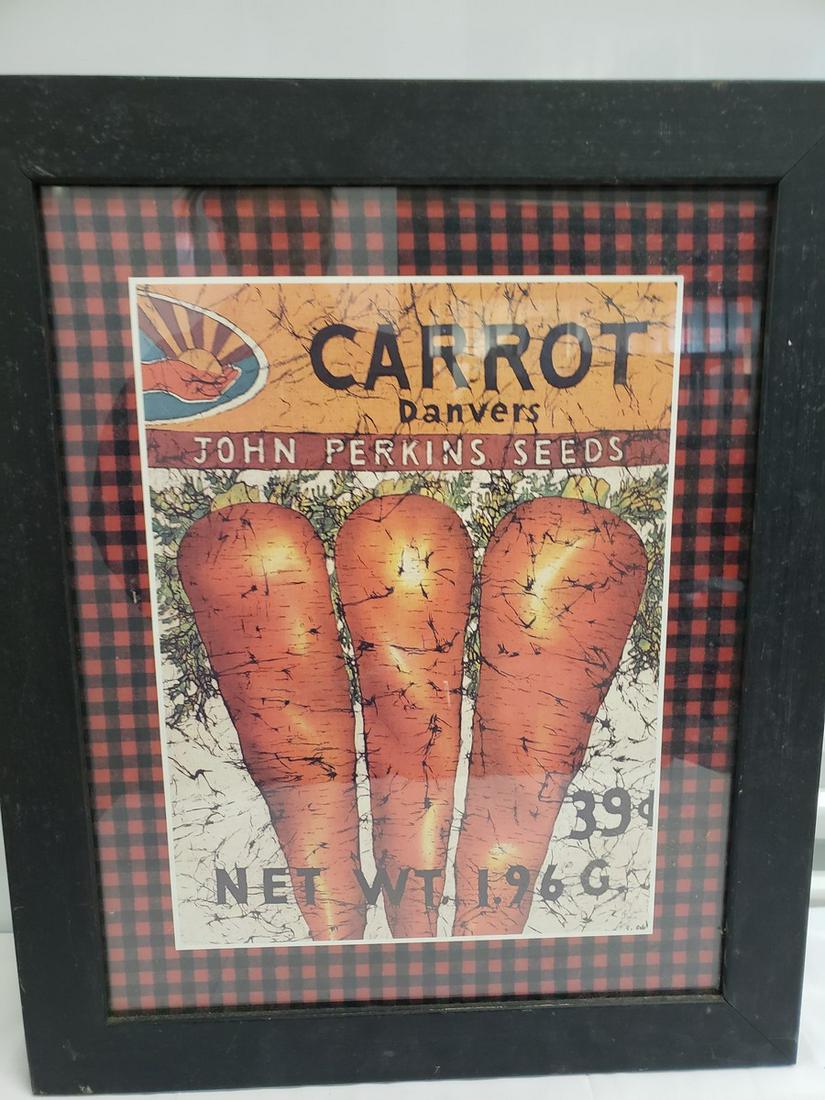 CARROT
Danvers
JOHN PERKINS SEEDS
39¢
NET WT. 1.96 G.